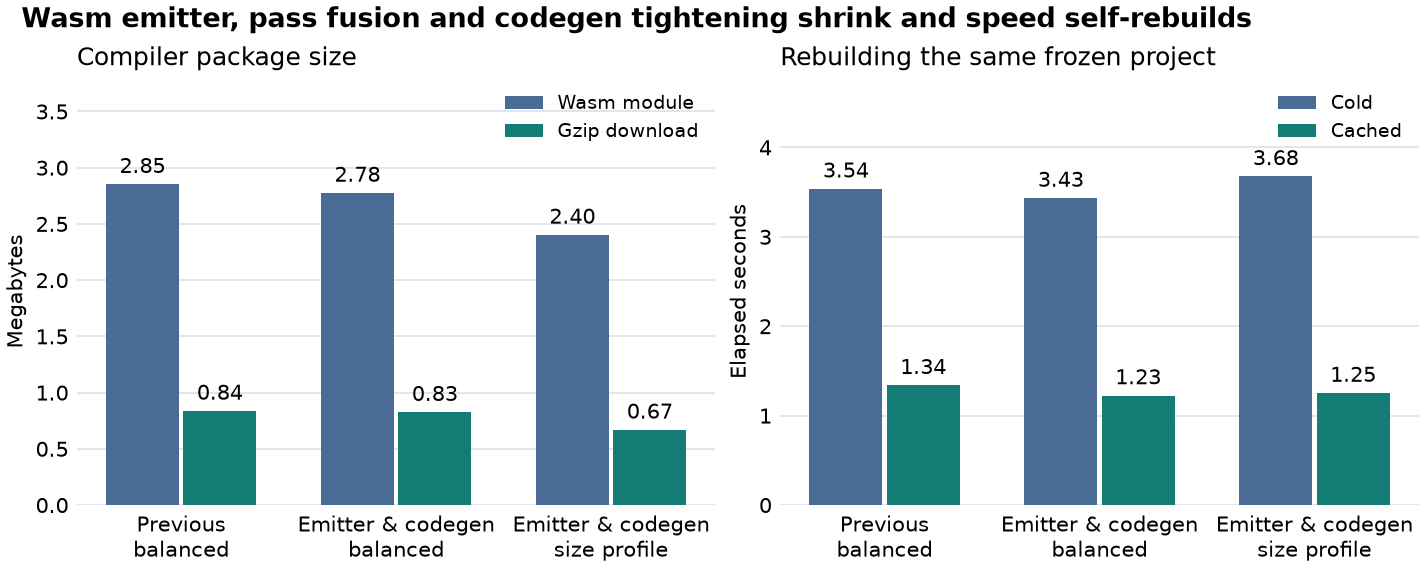 Wasm emitter, pass fusion and codegen tightening shrink and speed self-rebuilds
Compiler package size
Wasm module
Gzip download
Megabytes
3.5
3.0
2.5
2.0
1.5
1.0
0.5
0.0
2.85
0.84
2.78
0.83
2.40
0.67
Previous
balanced
Emitter & codegen
balanced
Emitter & codegen
size profile
Rebuilding the same frozen project
Cold
Cached
Elapsed seconds
4
3
2
1
0
3.54
1.34
3.43
1.23
3.68
1.25
Previous
balanced
Emitter & codegen
balanced
Emitter & codegen
size profile